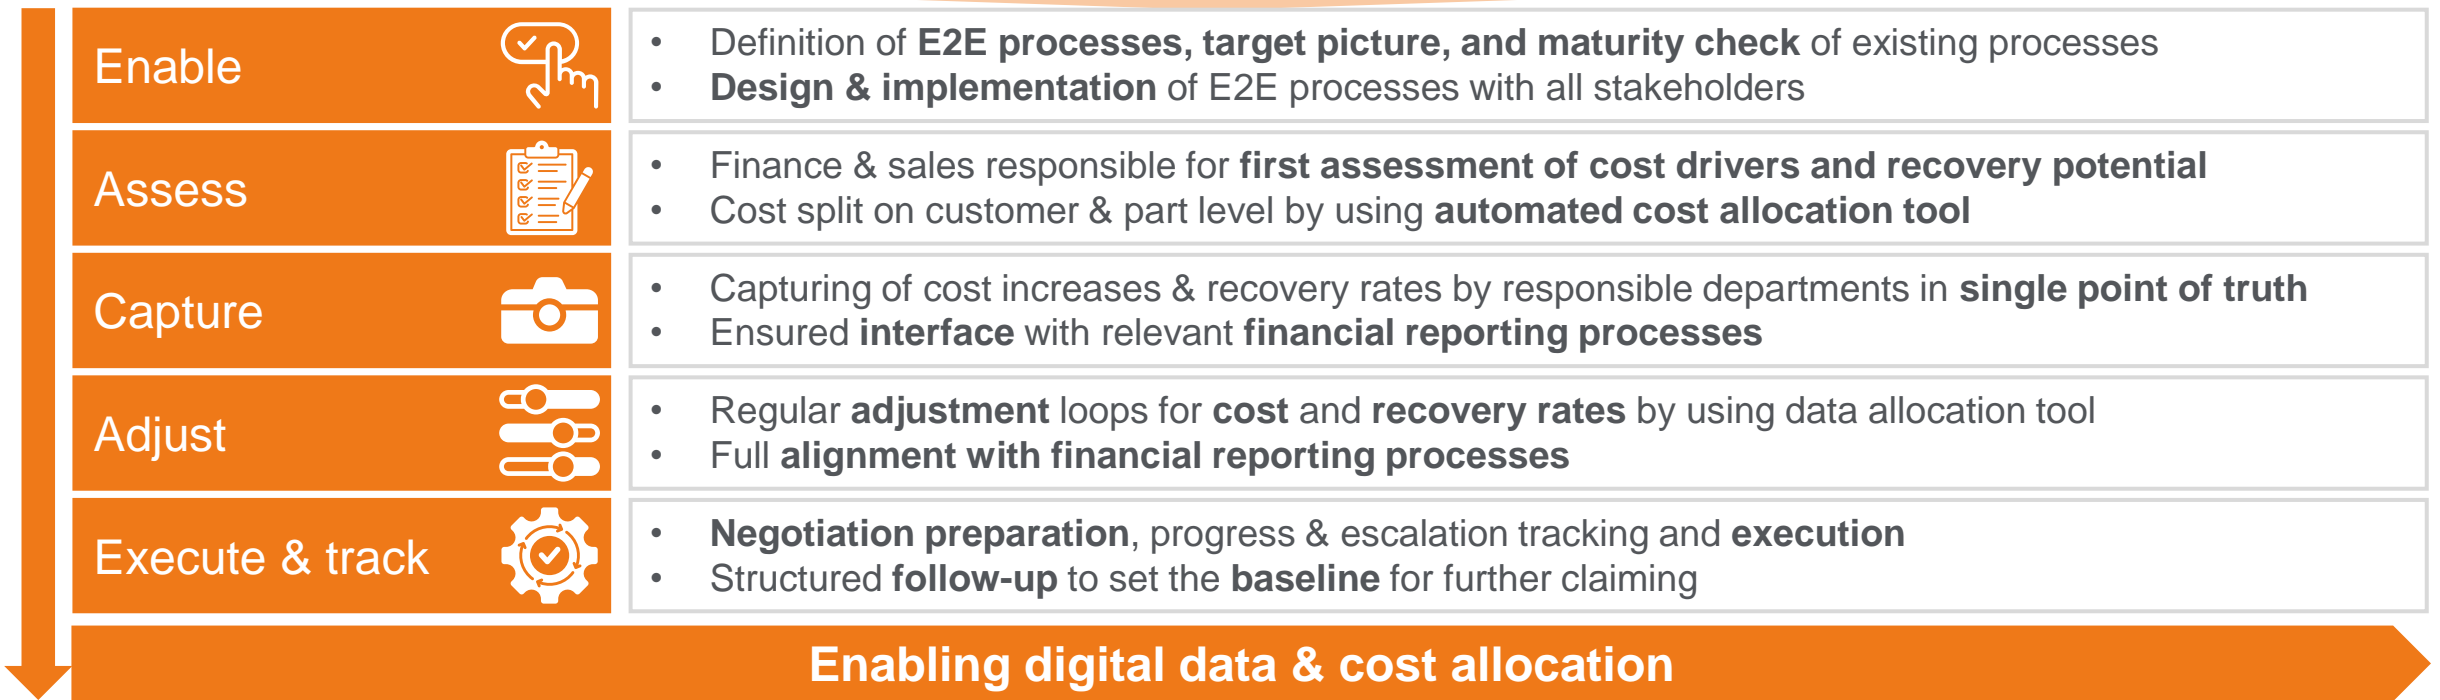 Enable
• Definition of E2E processes, target picture, and maturity check of existing processes
• Design & implementation of E2E processes with all stakeholders
Assess
• Finance & sales responsible for first assessment of cost drivers and recovery potential
• Cost split on customer & part level by using automated cost allocation tool
Capture
• Capturing of cost increases & recovery rates by responsible departments in single point of truth
• Ensured interface with relevant financial reporting processes
Adjust
• Regular adjustment loops for cost and recovery rates by using data allocation tool
• Full alignment with financial reporting processes
Execute & track
• Negotiation preparation, progress & escalation tracking and execution
• Structured follow-up to set the baseline for further claiming
Enabling digital data & cost allocation